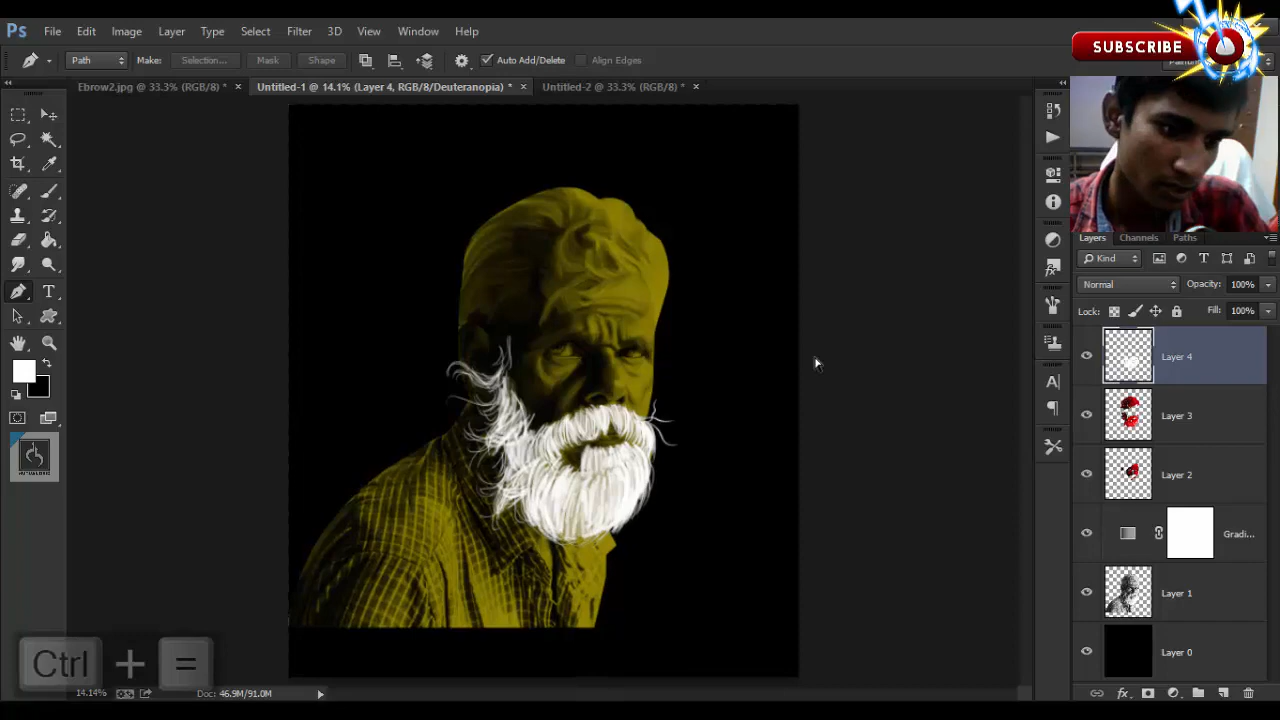 Ps File Edit Image Layer Type Select Filter 3D View Window Help
SUBSCRIBE
Path Make: Selection... Mask Shape Auto Add/Delete Align Edges
Ebrow2.jpg @ 33.3% (RGB/8) * × Untitled-1 @ 14.1% (Layer 4, RGB/8/Deuteranopia) * × Untitled-2 @ 33.3% (RGB/8) * ×
Layers Channels Paths
Kind
Normal Opacity: 100%
Lock: Fill: 100%
Layer 4
Layer 3
Layer 2
Gradi...
Layer 1
Layer 0
Ctrl + =
14.14% Doc: 46.9M/91.0M